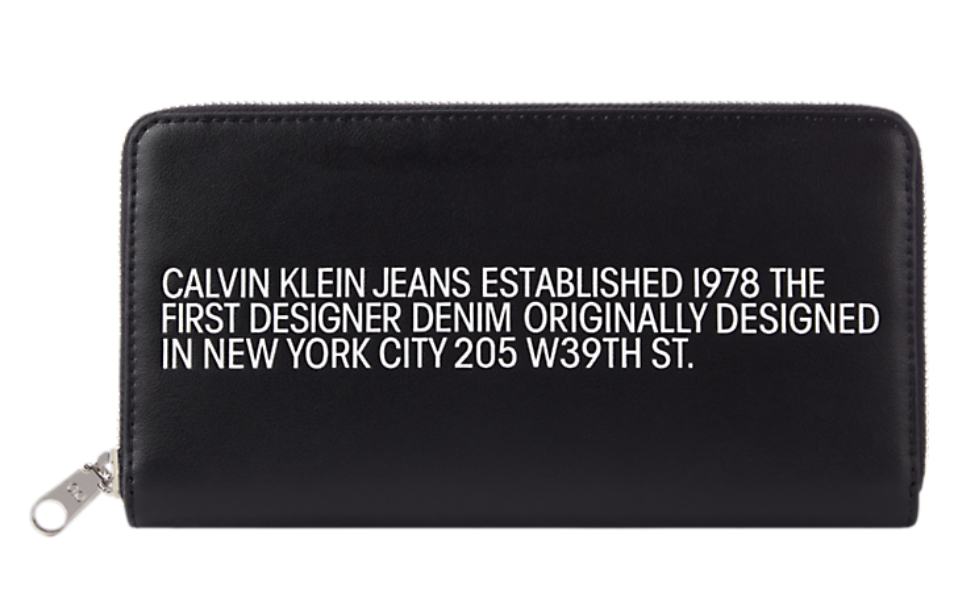 CALVIN KLEIN JEANS ESTABLISHED 1978 THE
FIRST DESIGNER DENIM ORIGINALLY DESIGNED
IN NEW YORK CITY 205 W39TH ST.